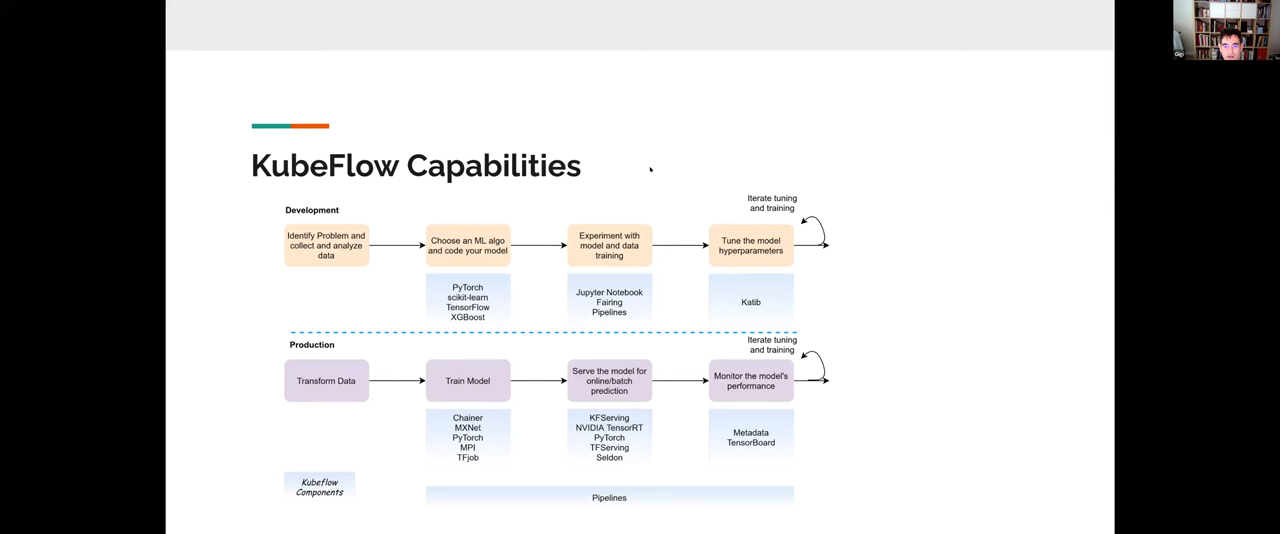 Gigi
KubeFlow Capabilities
Iterate tuning
and training
Development
Identify Problem and
collect and analyze
data
Choose an ML algo
and code your model
Experiment with
model and data
training
Tune the model
hyperparameters
PyTorch
scikit-learn
TensorFlow
XGBoost
Jupyter Notebook
Fairing
Pipelines
Katib
Production
Iterate tuning
and training
Transform Data
Train Model
Serve the model for
online/batch
prediction
Monitor the model's
performance
Chainer
MXNet
PyTorch
MPI
TFjob
KFServing
NVIDIA TensorRT
PyTorch
TFServing
Seldon
Metadata
TensorBoard
Kubeflow
Components
Pipelines